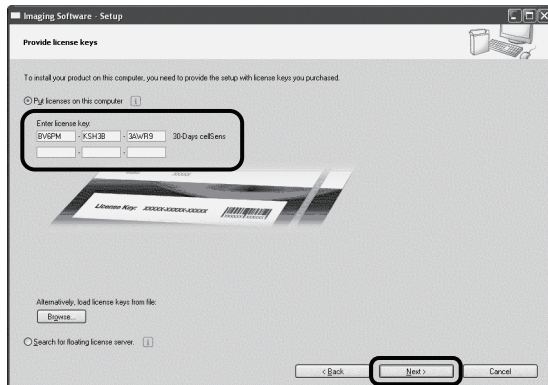 Imaging Software - Setup
Provide license keys
To install your product on this computer, you need to provide the setup with license keys you purchased.
Put licenses on this computer
Enter license key:
BV6PM - KSH3B - 3AWR9 30-Days cellSens
- -
XXXXX
License Key: XXXXX-XXXXX-XXXXX
Alternatively, load license keys from file:
Browse...
Search for floating license server.
< Back Next > Cancel